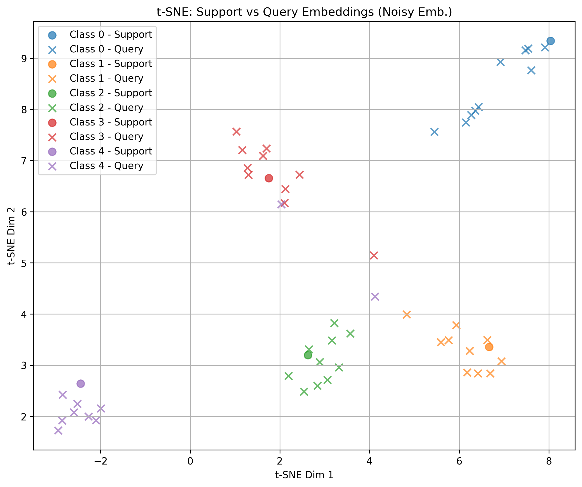 t-SNE: Support vs Query Embeddings (Noisy Emb.)
Class 0 - Support
Class 0 - Query
Class 1 - Support
Class 1 - Query
Class 2 - Support
Class 2 - Query
Class 3 - Support
Class 3 - Query
Class 4 - Support
Class 4 - Query
t-SNE Dim 2
9
8
7
6
5
4
3
2
−2
0
2
4
6
8
t-SNE Dim 1